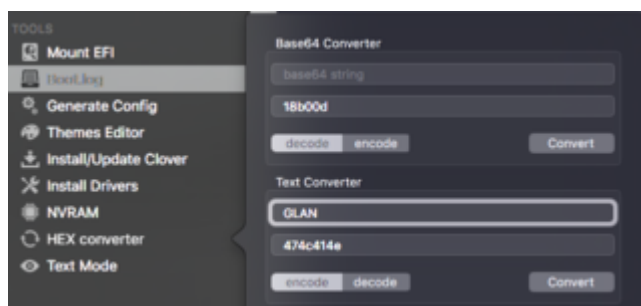 TOOLS
Mount EFI
Boot.log
Generate Config
Themes Editor
Install/Update Clover
Install Drivers
NVRAM
HEX converter
Text Mode
Base64 Converter
base64 string
18b00d
decode encode
Convert
Text Converter
GLAN
474c414e
encode decode
Convert